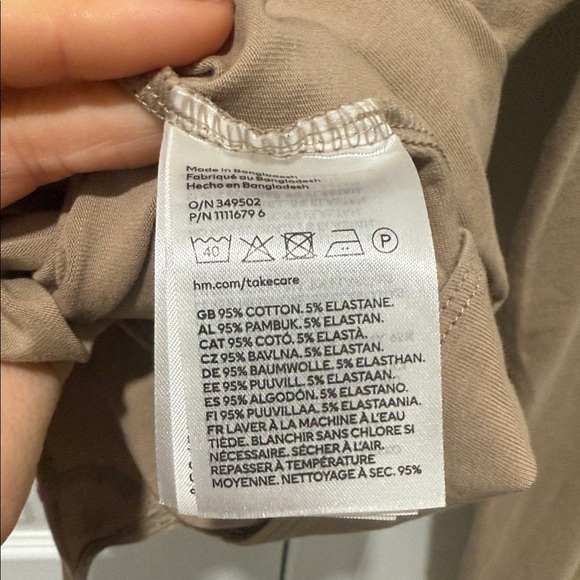 Made in Bangladesh
Fabriqué au Bangladesh
Hecho en Bangladesh
O/N 349502
P/N 1111679 6
40
P
hm.com/takecare
GB 95% COTTON. 5% ELASTANE.
AL 95% PAMBUK. 5% ELASTAN.
CAT 95% COTÓ. 5% ELASTÀ.
CZ 95% BAVLNA. 5% ELASTAN.
DE 95% BAUMWOLLE. 5% ELASTHAN.
EE 95% PUUVILL. 5% ELASTAAN.
ES 95% ALGODÓN. 5% ELASTANO.
FI 95% PUUVILLAA. 5% ELASTAANIA.
FR LAVER À LA MACHINE À L'EAU
TIÈDE. BLANCHIR SANS CHLORE SI
NÉCESSAIRE. SÉCHER À L'AIR.
REPASSER À TEMPÉRATURE
MOYENNE. NETTOYAGE À SEC. 95%